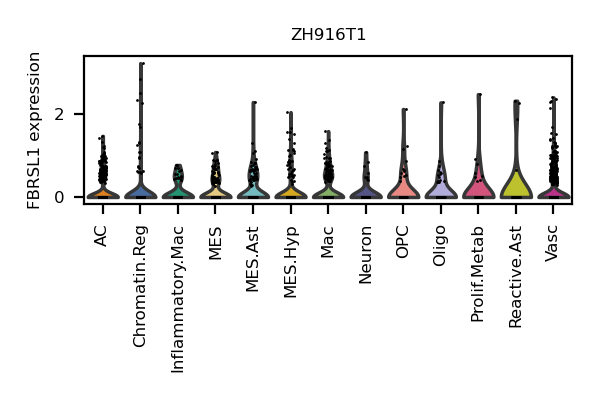 ZH916T1
FBRSL1 expression
2
0
AC
Chromatin.Reg
Inflammatory.Mac
MES
MES.Ast
MES.Hyp
Mac
Neuron
OPC
Oligo
Prolif.Metab
Reactive.Ast
Vasc